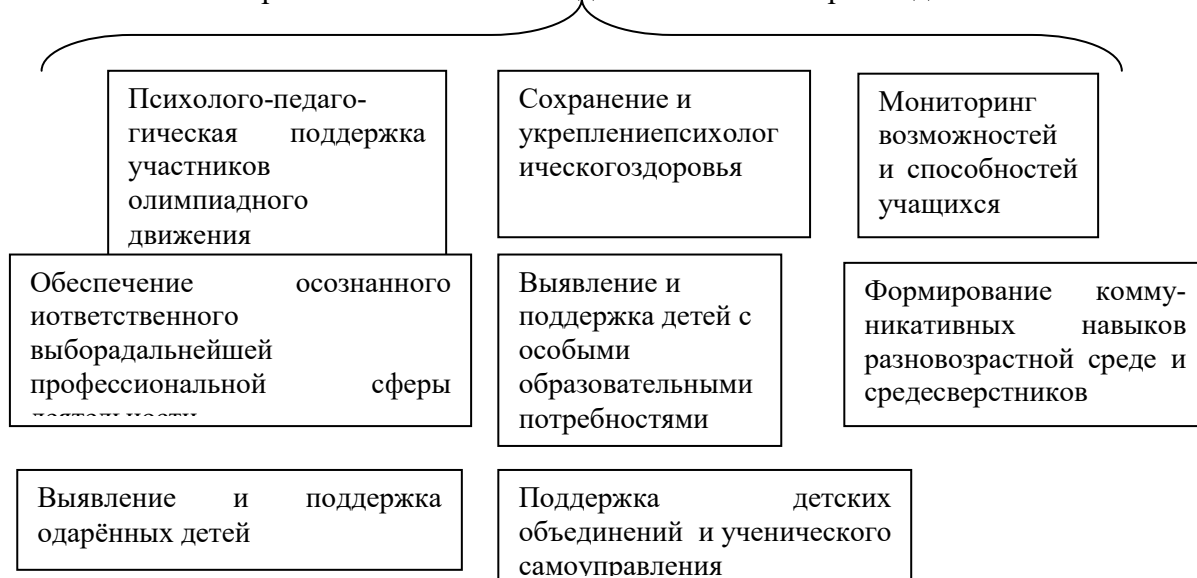 Психолого-педаго-
гическая поддержка
участников
олимпиадного
движения
Сохранение и
укреплениепсихолог
ическогоздоровья
Мониторинг
возможностей
и способностей
учащихся
Обеспечение осознанного
иответственного
выборадальнейшей
профессиональной сферы
Выявление и
поддержка детей с
особыми
образовательными
потребностями
Формирование комму-
никативных навыков
разновозрастной среде и
средесверстников
Выявление и поддержка
одарённых детей
Поддержка детских
объединений и ученического
самоуправления